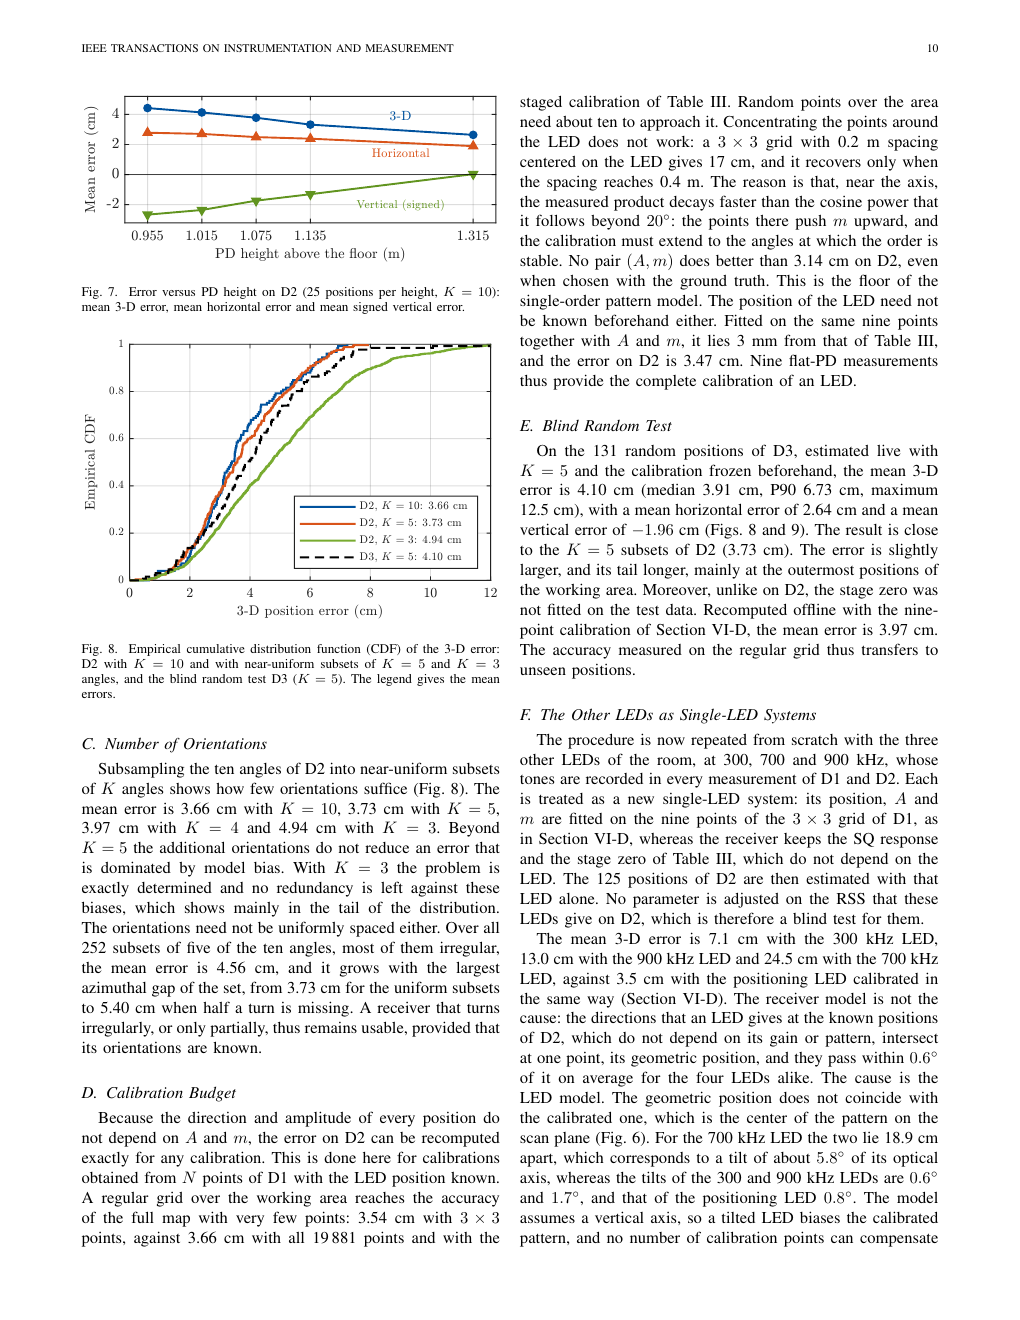 IEEE TRANSACTIONS ON INSTRUMENTATION AND MEASUREMENT
10
4
2
0
-2
Mean error (cm)
3-D
Horizontal
Vertical (signed)
0.955 1.015 1.075 1.135 1.315
PD height above the floor (m)
Fig. 7. Error versus PD height on D2 (25 positions per height, K = 10):
mean 3-D error, mean horizontal error and mean signed vertical error.
1
0.8
0.6
0.4
0.2
0
Empirical CDF
D2, K = 10: 3.66 cm
D2, K = 5: 3.73 cm
D2, K = 3: 4.94 cm
D3, K = 5: 4.10 cm
0 2 4 6 8 10 12
3-D position error (cm)
Fig. 8. Empirical cumulative distribution function (CDF) of the 3-D error:
D2 with K = 10 and with near-uniform subsets of K = 5 and K = 3
angles, and the blind random test D3 (K = 5). The legend gives the mean
errors.
C. Number of Orientations
Subsampling the ten angles of D2 into near-uniform subsets
of K angles shows how few orientations suffice (Fig. 8). The
mean error is 3.66 cm with K = 10, 3.73 cm with K = 5,
3.97 cm with K = 4 and 4.94 cm with K = 3. Beyond
K = 5 the additional orientations do not reduce an error that
is dominated by model bias. With K = 3 the problem is
exactly determined and no redundancy is left against these
biases, which shows mainly in the tail of the distribution.
The orientations need not be uniformly spaced either. Over all
252 subsets of five of the ten angles, most of them irregular,
the mean error is 4.56 cm, and it grows with the largest
azimuthal gap of the set, from 3.73 cm for the uniform subsets
to 5.40 cm when half a turn is missing. A receiver that turns
irregularly, or only partially, thus remains usable, provided that
its orientations are known.
D. Calibration Budget
Because the direction and amplitude of every position do
not depend on A and m, the error on D2 can be recomputed
exactly for any calibration. This is done here for calibrations
obtained from N points of D1 with the LED position known.
A regular grid over the working area reaches the accuracy
of the full map with very few points: 3.54 cm with 3 × 3
points, against 3.66 cm with all 19 881 points and with the
staged calibration of Table III. Random points over the area
need about ten to approach it. Concentrating the points around
the LED does not work: a 3 × 3 grid with 0.2 m spacing
centered on the LED gives 17 cm, and it recovers only when
the spacing reaches 0.4 m. The reason is that, near the axis,
the measured product decays faster than the cosine power that
it follows beyond 20°: the points there push m upward, and
the calibration must extend to the angles at which the order is
stable. No pair (A, m) does better than 3.14 cm on D2, even
when chosen with the ground truth. This is the floor of the
single-order pattern model. The position of the LED need not
be known beforehand either. Fitted on the same nine points
together with A and m, it lies 3 mm from that of Table III,
and the error on D2 is 3.47 cm. Nine flat-PD measurements
thus provide the complete calibration of an LED.
E. Blind Random Test
On the 131 random positions of D3, estimated live with
K = 5 and the calibration frozen beforehand, the mean 3-D
error is 4.10 cm (median 3.91 cm, P90 6.73 cm, maximum
12.5 cm), with a mean horizontal error of 2.64 cm and a mean
vertical error of −1.96 cm (Figs. 8 and 9). The result is close
to the K = 5 subsets of D2 (3.73 cm). The error is slightly
larger, and its tail longer, mainly at the outermost positions of
the working area. Moreover, unlike on D2, the stage zero was
not fitted on the test data. Recomputed offline with the nine-
point calibration of Section VI-D, the mean error is 3.97 cm.
The accuracy measured on the regular grid thus transfers to
unseen positions.
F. The Other LEDs as Single-LED Systems
The procedure is now repeated from scratch with the three
other LEDs of the room, at 300, 700 and 900 kHz, whose
tones are recorded in every measurement of D1 and D2. Each
is treated as a new single-LED system: its position, A and
m are fitted on the nine points of the 3 × 3 grid of D1, as
in Section VI-D, whereas the receiver keeps the SQ response
and the stage zero of Table III, which do not depend on the
LED. The 125 positions of D2 are then estimated with that
LED alone. No parameter is adjusted on the RSS that these
LEDs give on D2, which is therefore a blind test for them.
The mean 3-D error is 7.1 cm with the 300 kHz LED,
13.0 cm with the 900 kHz LED and 24.5 cm with the 700 kHz
LED, against 3.5 cm with the positioning LED calibrated in
the same way (Section VI-D). The receiver model is not the
cause: the directions that an LED gives at the known positions
of D2, which do not depend on its gain or pattern, intersect
at one point, its geometric position, and they pass within 0.6°
of it on average for the four LEDs alike. The cause is the
LED model. The geometric position does not coincide with
the calibrated one, which is the center of the pattern on the
scan plane (Fig. 6). For the 700 kHz LED the two lie 18.9 cm
apart, which corresponds to a tilt of about 5.8° of its optical
axis, whereas the tilts of the 300 and 900 kHz LEDs are 0.6°
and 1.7°, and that of the positioning LED 0.8°. The model
assumes a vertical axis, so a tilted LED biases the calibrated
pattern, and no number of calibration points can compensate